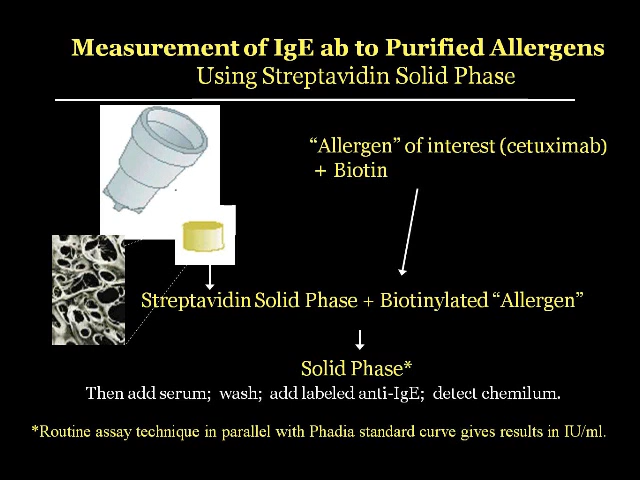 Measurement of IgE ab to Purified Allergens
Using Streptavidin Solid Phase
“Allergen” of interest (cetuximab)
+ Biotin
Streptavidin Solid Phase + Biotinylated “Allergen”
Solid Phase*
Then add serum; wash; add labeled anti-IgE; detect chemilum.
*Routine assay technique in parallel with Phadia standard curve gives results in IU/ml.